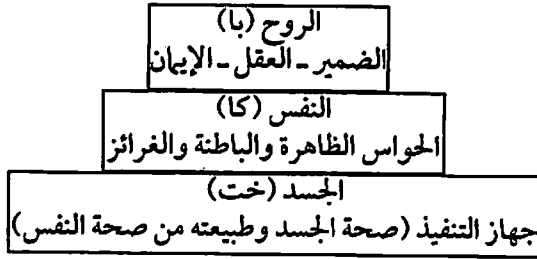 الروح (با)
الضمير - العقل - الإيمان
النفس (كا)
الحواس الظاهرة والباطنة والغرائز
الجسد (خت)
جهاز التنفيذ (صحة الجسد وطبيعته من صحة النفس)